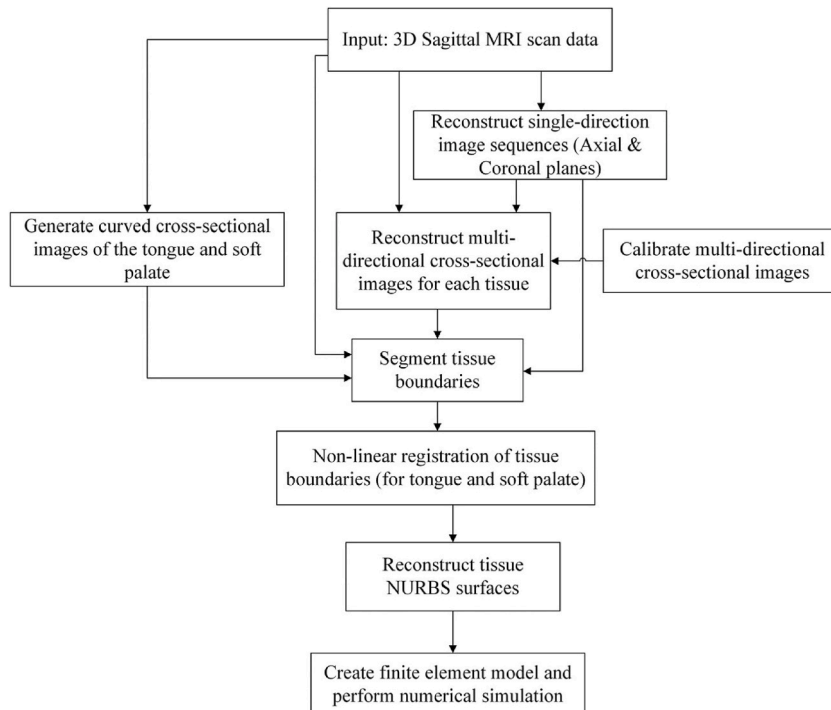 Input: 3D Sagittal MRI scan data
Reconstruct single-direction
image sequences (Axial &
Coronal planes)
Generate curved cross-sectional
images of the tongue and soft
palate
Reconstruct multi-
directional cross-sectional
images for each tissue
Calibrate multi-directional
cross-sectional images
Segment tissue
boundaries
Non-linear registration of tissue
boundaries (for tongue and soft palate)
Reconstruct tissue
NURBS surfaces
Create finite element model and
perform numerical simulation